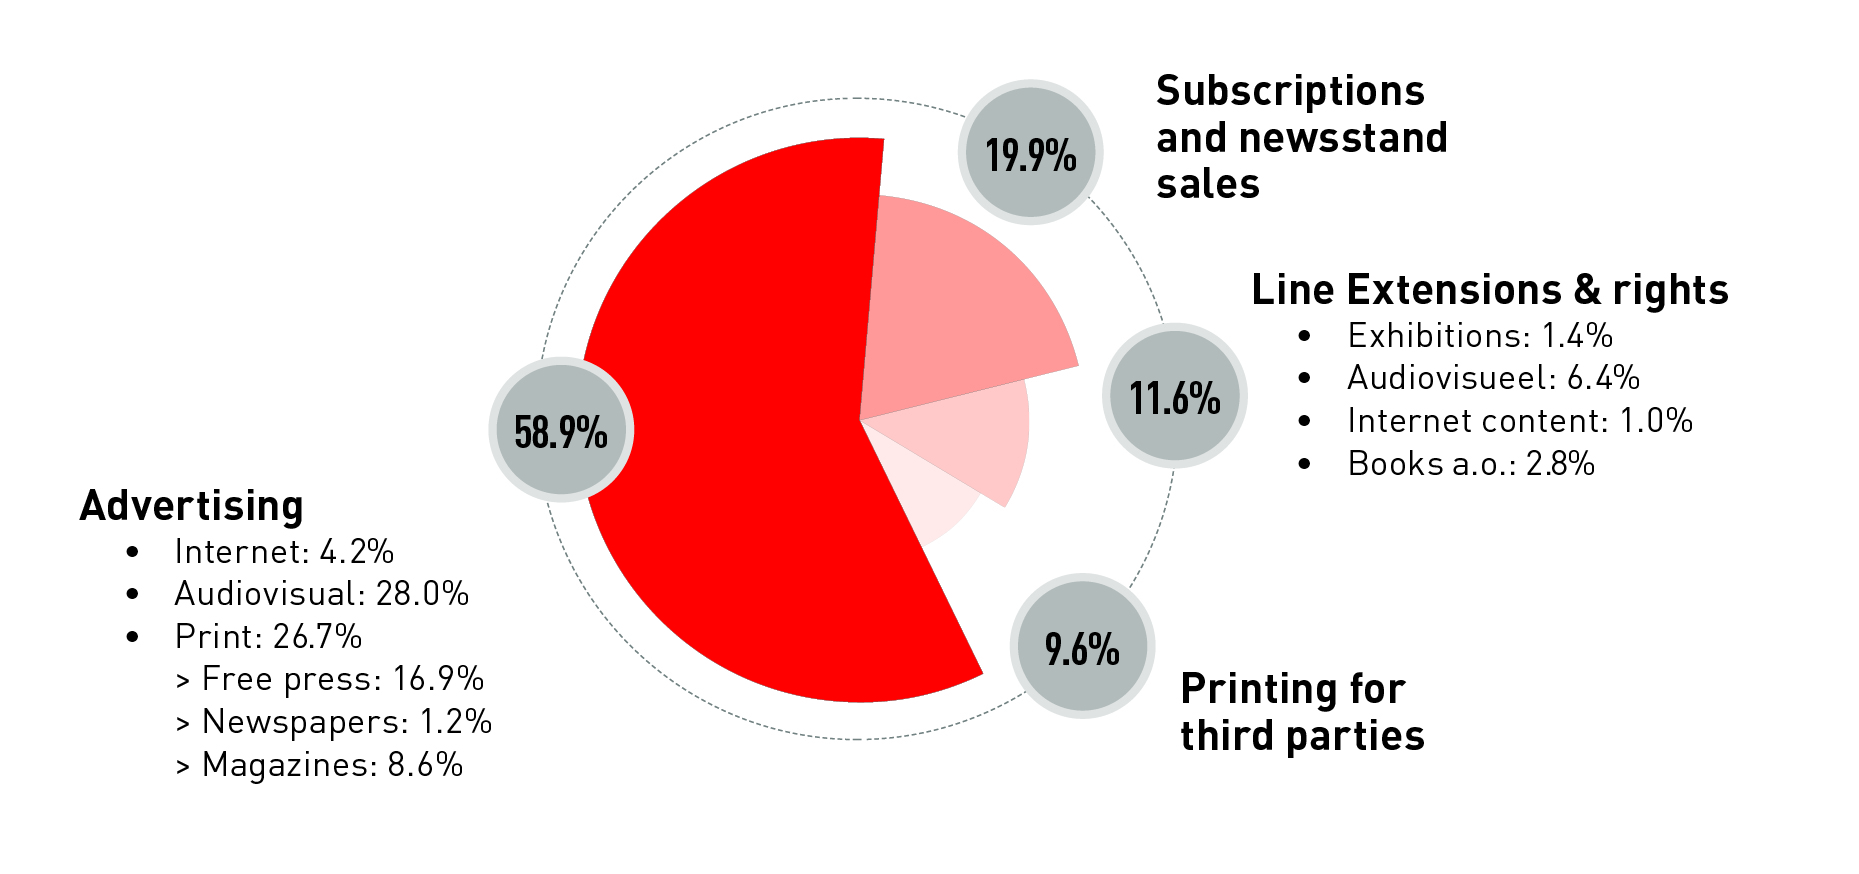 19.9%
Subscriptions
and newsstand
sales
11.6%
Line Extensions & rights
• Exhibitions: 1.4%
• Audiovisueel: 6.4%
• Internet content: 1.0%
• Books a.o.: 2.8%
58.9%
Advertising
• Internet: 4.2%
• Audiovisual: 28.0%
• Print: 26.7%
> Free press: 16.9%
> Newspapers: 1.2%
> Magazines: 8.6%
9.6%
Printing for
third parties